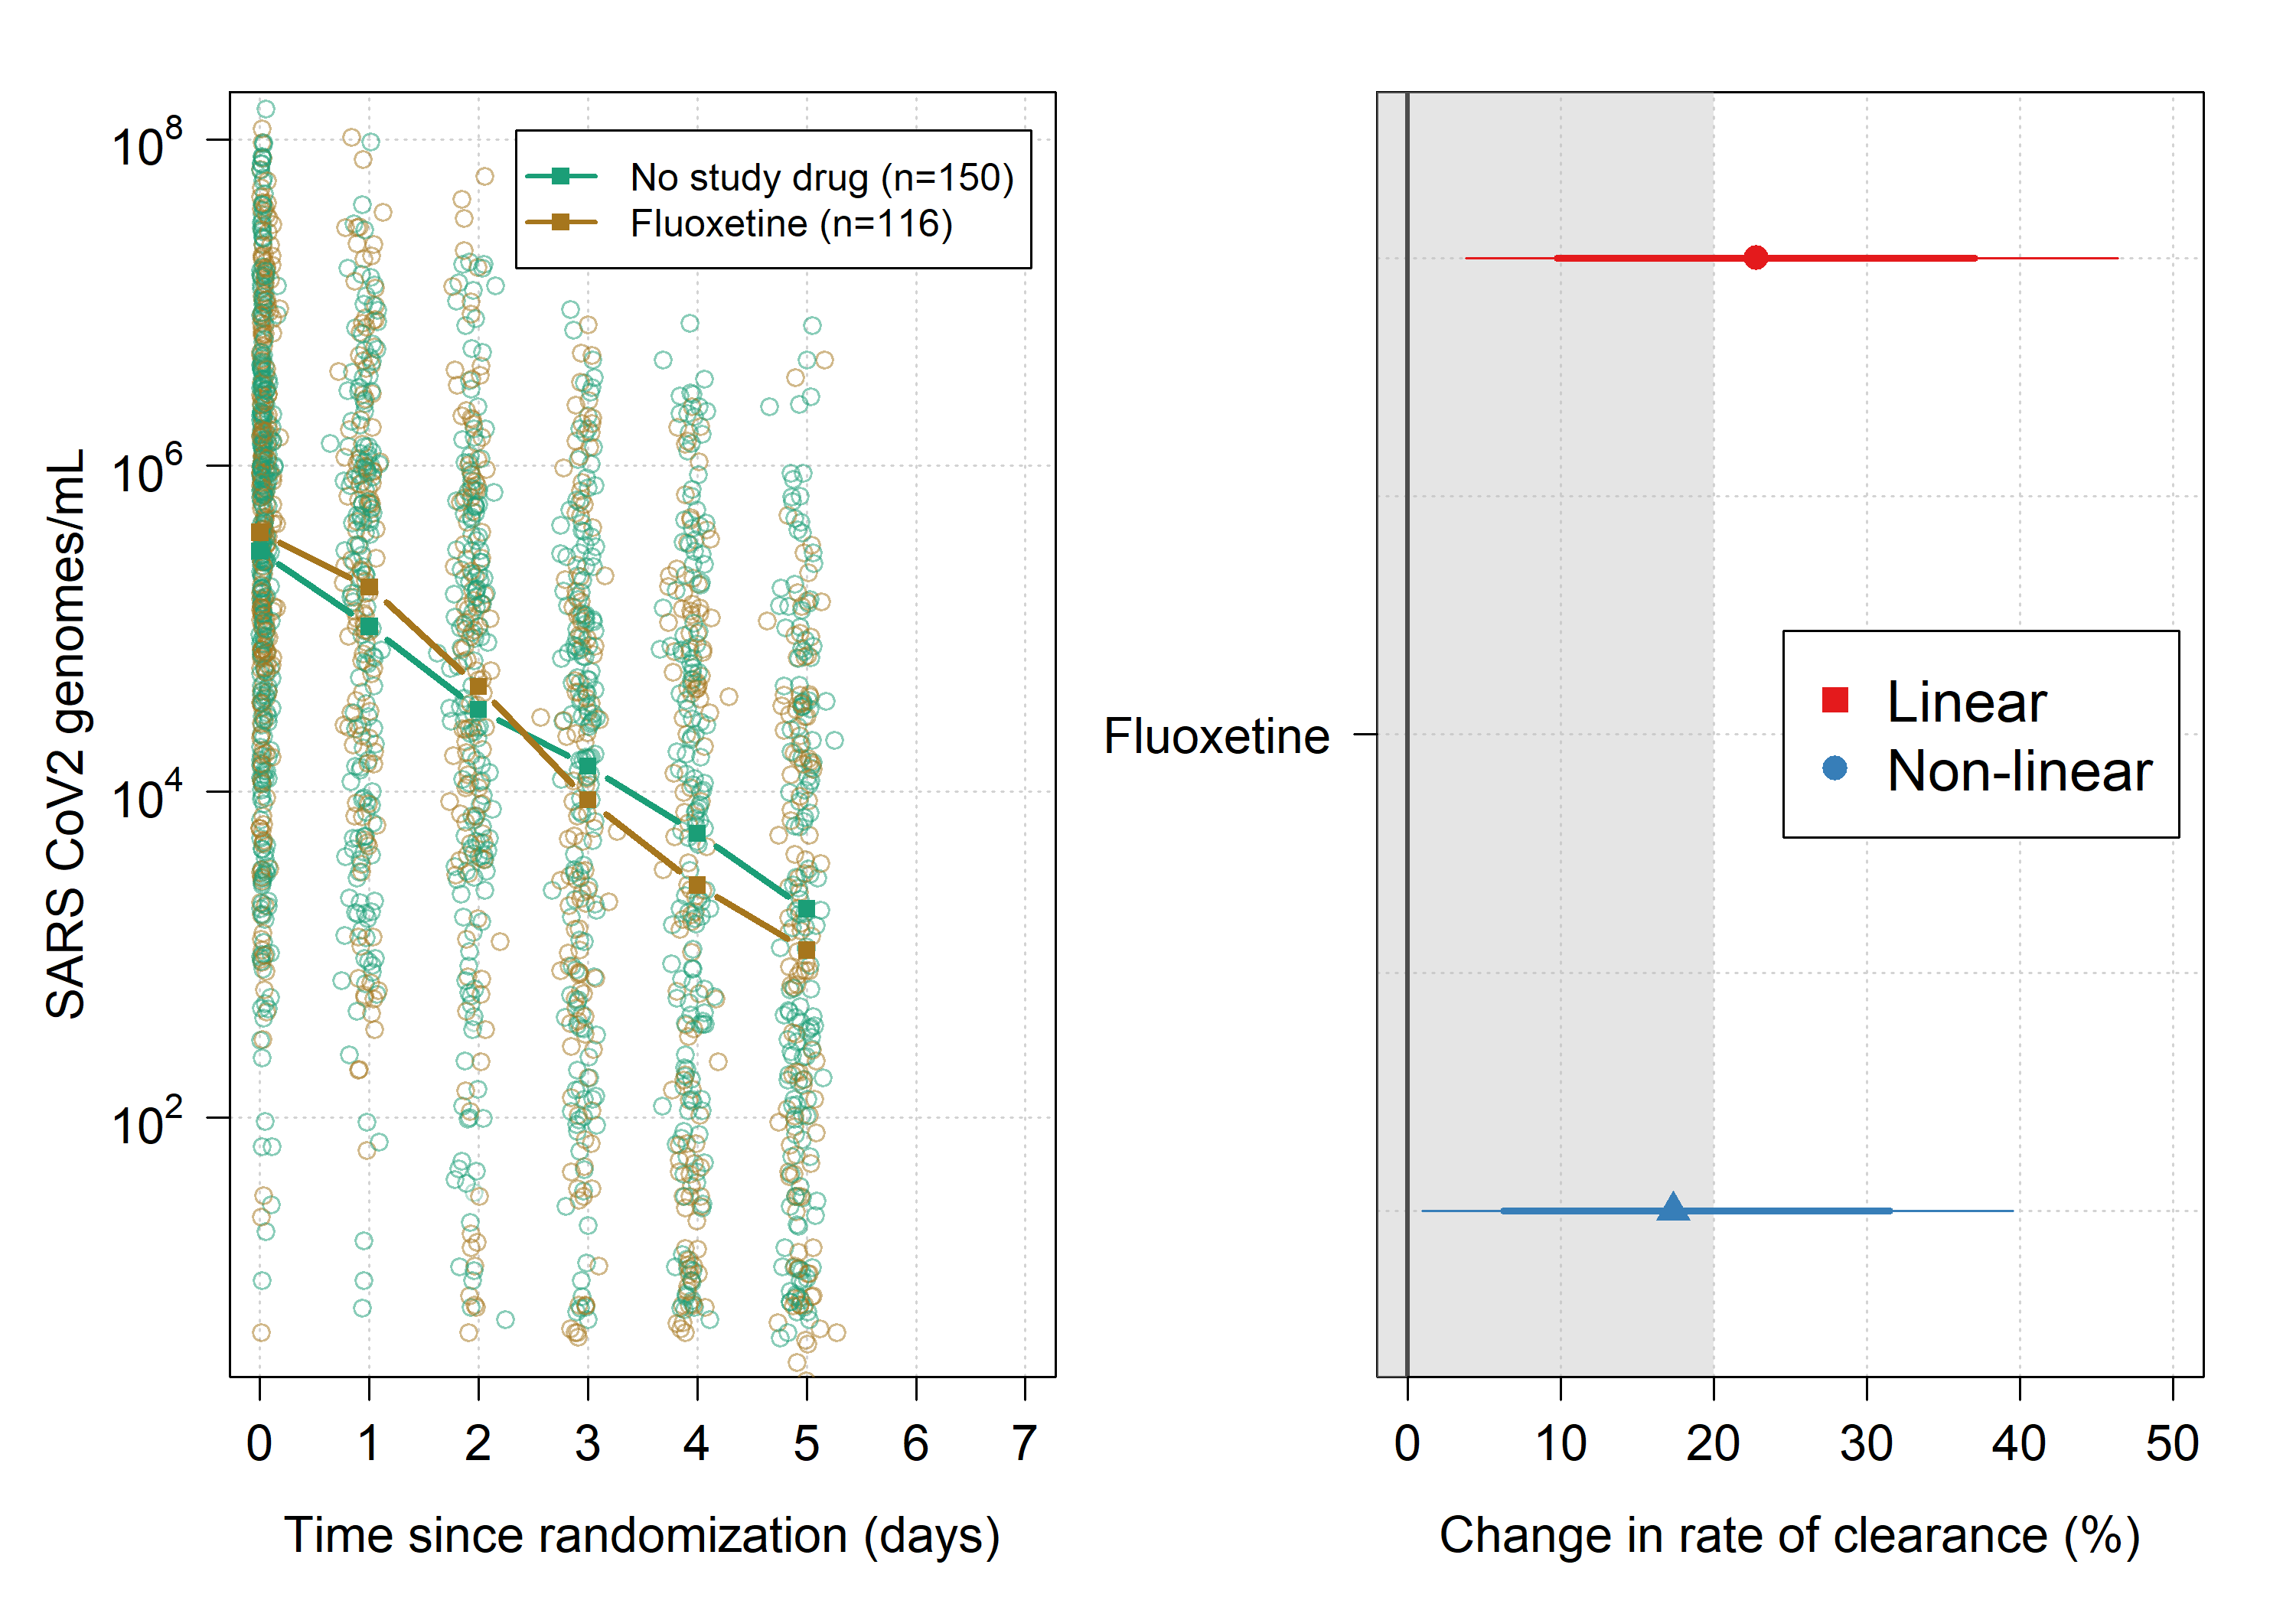 10^8
10^6
10^4
10^2
SARS CoV2 genomes/mL
No study drug (n=150)
Fluoxetine (n=116)
0 1 2 3 4 5 6 7
Time since randomization (days)
Fluoxetine
Linear
Non-linear
0 10 20 30 40 50
Change in rate of clearance (%)